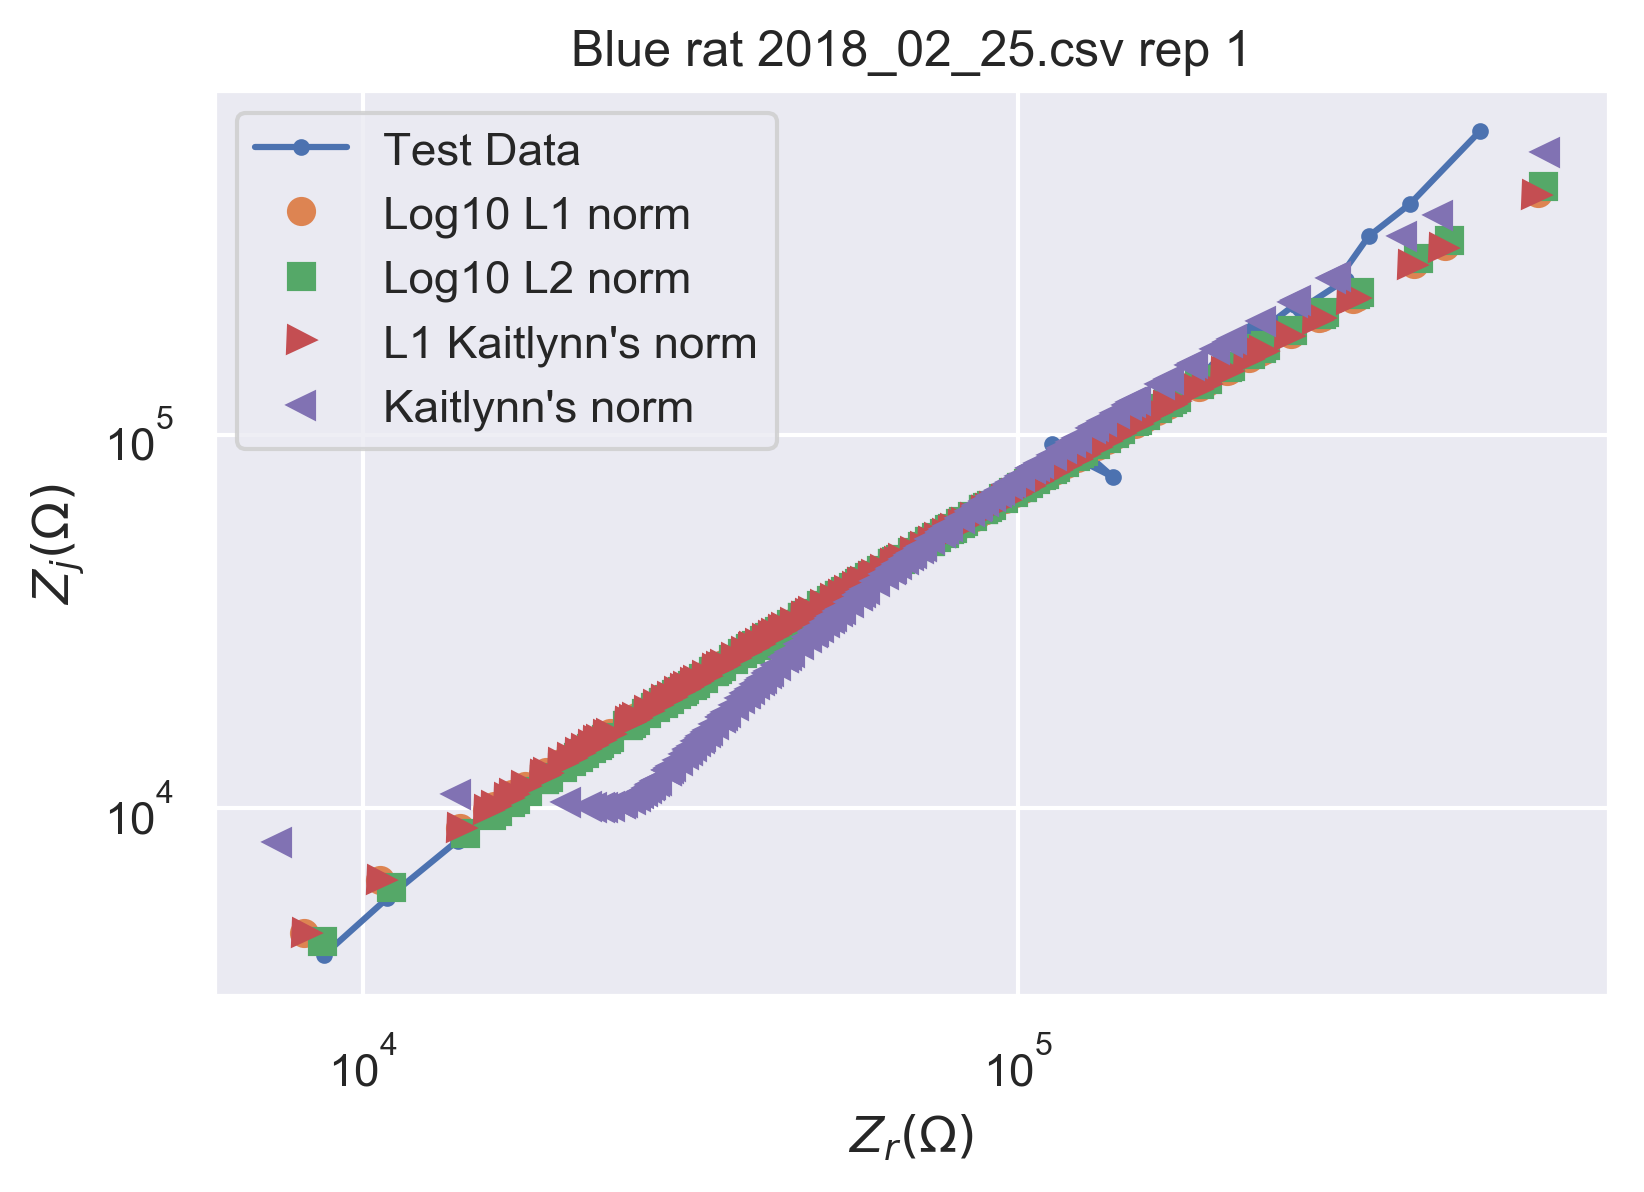 Blue rat 2018_02_25.csv rep 1
Test Data
Log10 L1 norm
Log10 L2 norm
L1 Kaitlynn's norm
Kaitlynn's norm
10^5
10^4
Z_j(Ω)
10^4
10^5
Z_r(Ω)